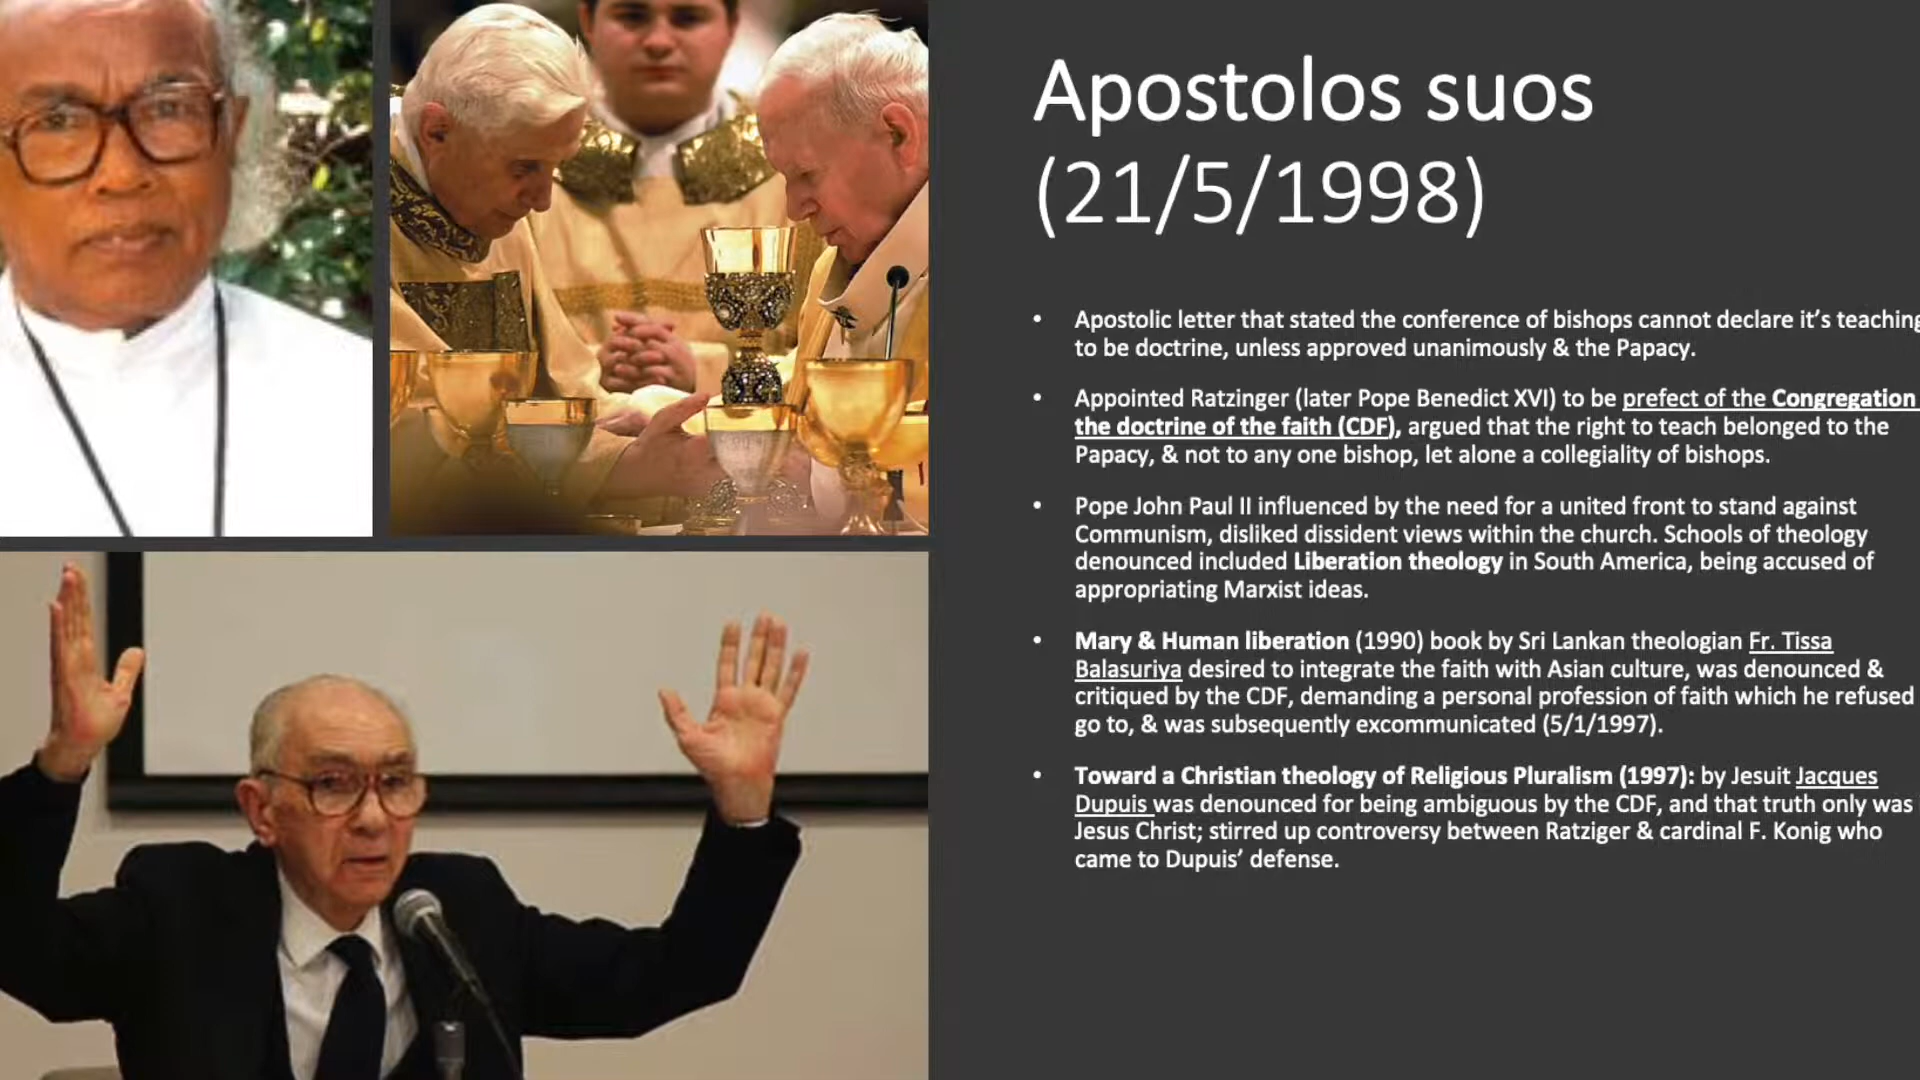 Apostolos suos
(21/5/1998)
• Apostolic letter that stated the conference of bishops cannot declare it's teaching
to be doctrine, unless approved unanimously & the Papacy.
• Appointed Ratzinger (later Pope Benedict XVI) to be prefect of the Congregation
the doctrine of the faith (CDF), argued that the right to teach belonged to the
Papacy, & not to any one bishop, let alone a collegiality of bishops.
• Pope John Paul II influenced by the need for a united front to stand against
Communism, disliked dissident views within the church. Schools of theology
denounced included Liberation theology in South America, being accused of
appropriating Marxist ideas.
• Mary & Human liberation (1990) book by Sri Lankan theologian Fr. Tissa
Balasuriya desired to integrate the faith with Asian culture, was denounced &
critiqued by the CDF, demanding a personal profession of faith which he refused
go to, & was subsequently excommunicated (5/1/1997).
• Toward a Christian theology of Religious Pluralism (1997): by Jesuit Jacques
Dupuis was denounced for being ambiguous by the CDF, and that truth only was
Jesus Christ; stirred up controversy between Ratziger & cardinal F. Konig who
came to Dupuis' defense.